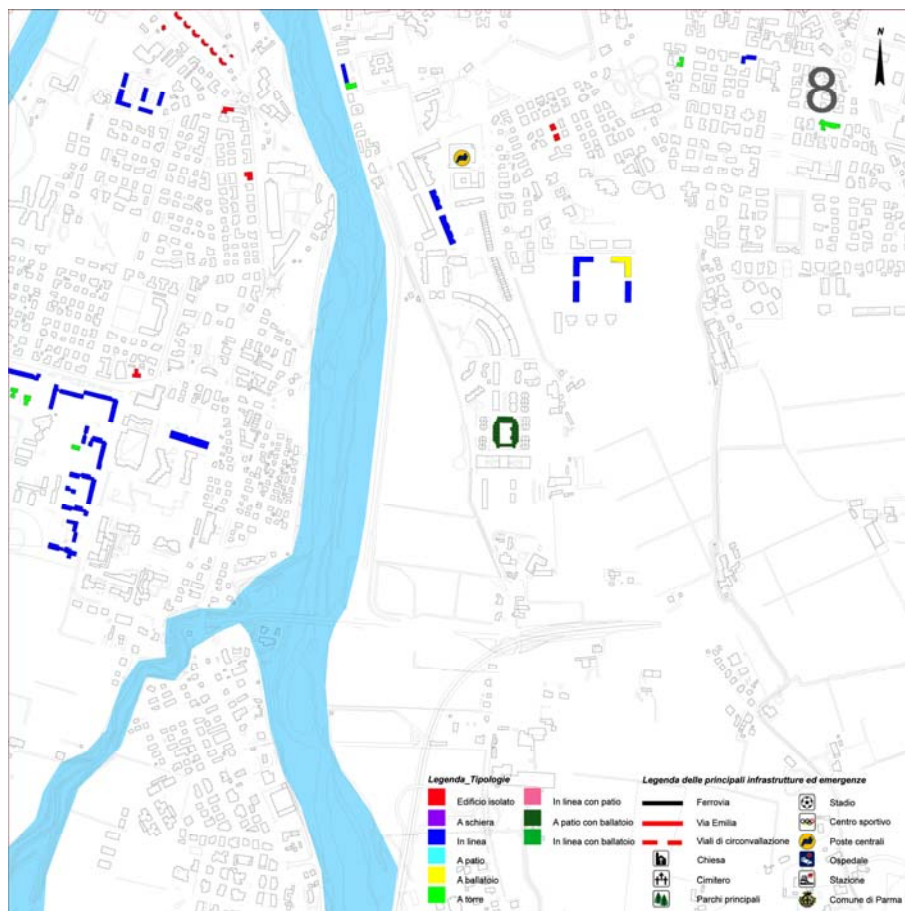 N
8
Legenda_Tipologie
Edificio isolato
A schiera
In linea
A patio
A ballatoio
A torre
In linea con patio
A patio con ballatoio
In linea con ballatoio
Legenda delle principali infrastrutture ed emergenze
Ferrovia
Via Emilia
Viali di circonvallazione
Chiesa
Cimitero
Parchi principali
Stadio
Centro sportivo
Poste centrali
Ospedale
Stazione
Comune di Parma